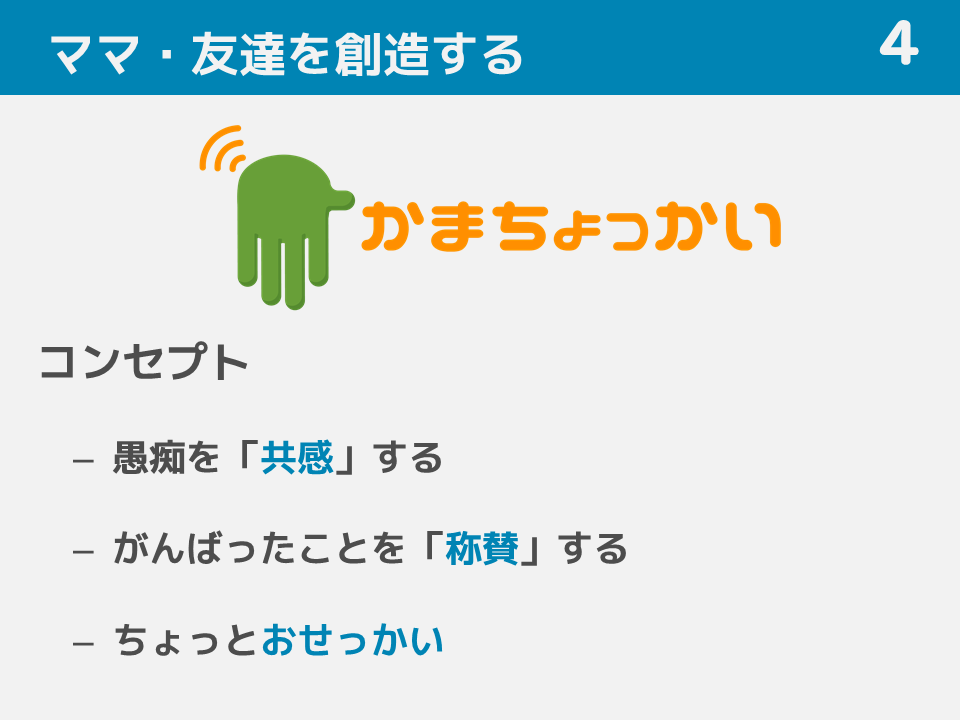 ママ・友達を創造する
4
かまちょっかい
コンセプト
– 愚痴を「共感」する
– がんばったことを「称賛」する
– ちょっとおせっかい